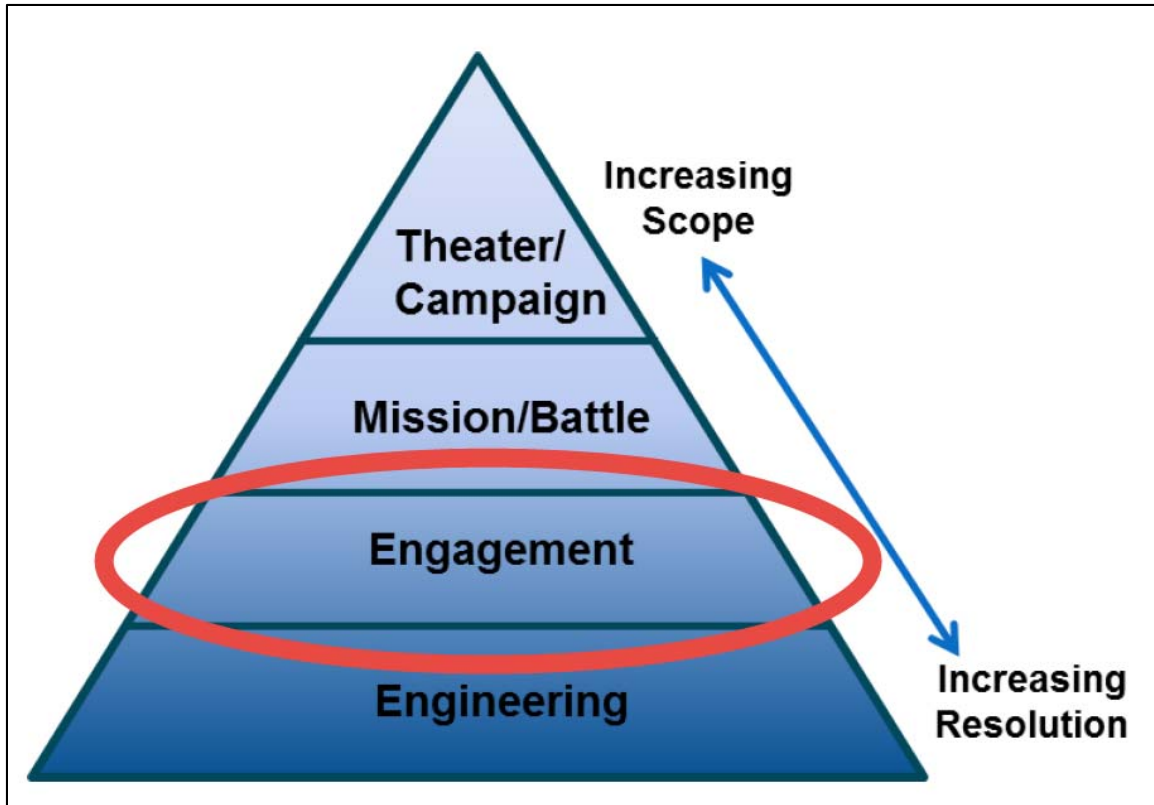 Increasing
Scope
Theater/
Campaign
Mission/Battle
Engagement
Engineering
Increasing
Resolution